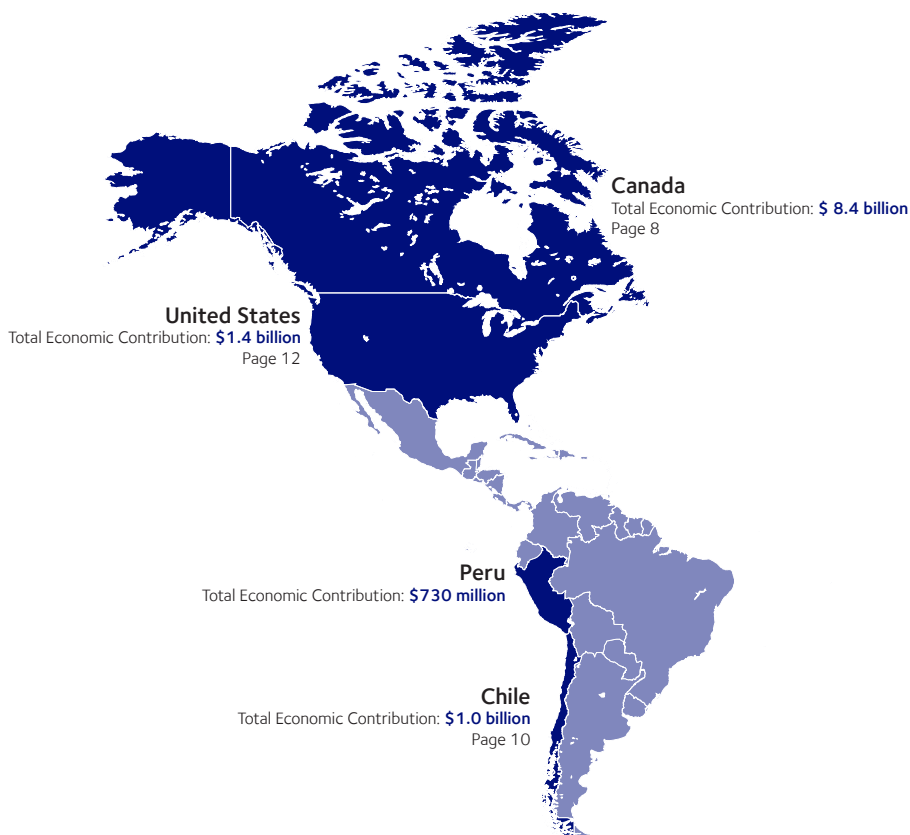 Canada
Total Economic Contribution: $ 8.4 billion
Page 8
United States
Total Economic Contribution: $1.4 billion
Page 12
Peru
Total Economic Contribution: $730 million
Chile
Total Economic Contribution: $1.0 billion
Page 10